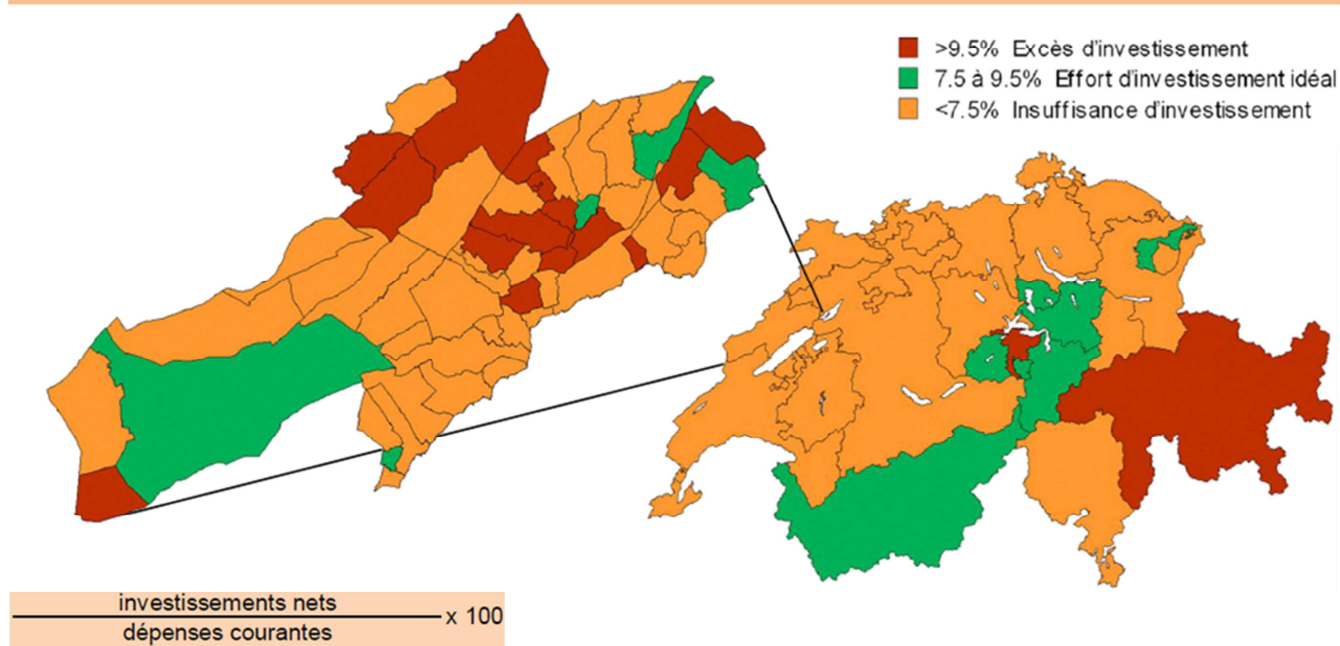 >9.5% Excès d'investissement
7.5 à 9.5% Effort d'investissement idéal
<7.5% Insuffisance d'investissement
investissements nets
x 100
dépenses courantes